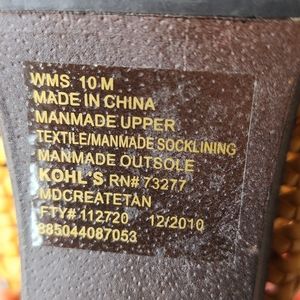 WMS. 10 M
MADE IN CHINA
MANMADE UPPER
TEXTILE/MANMADE SOCKLINING
MANMADE OUTSOLE
KOHL'S RN# 73277
MDCREATETAN
FTY# 112720 12/2010
885044087053